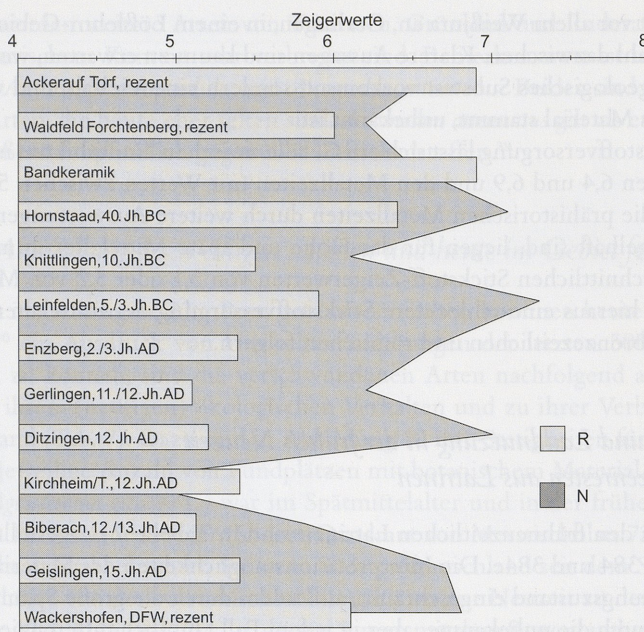 Zeigerwerte
4 5 6 7 8
Ackerauf Torf, rezent
Waldfeld Forchtenberg, rezent
Bandkeramik
Hornstaad, 40. Jh. BC
Knittlingen, 10. Jh. BC
Leinfelden, 5./3. Jh. BC
Enzberg, 2./3. Jh. AD
Gerlingen, 11./12. Jh. AD
Ditzingen, 12. Jh. AD
R
Kirchheim/T., 12. Jh. AD
N
Biberach, 12./13. Jh. AD
Geislingen, 15. Jh. AD
Wackershofen, DFW, rezent